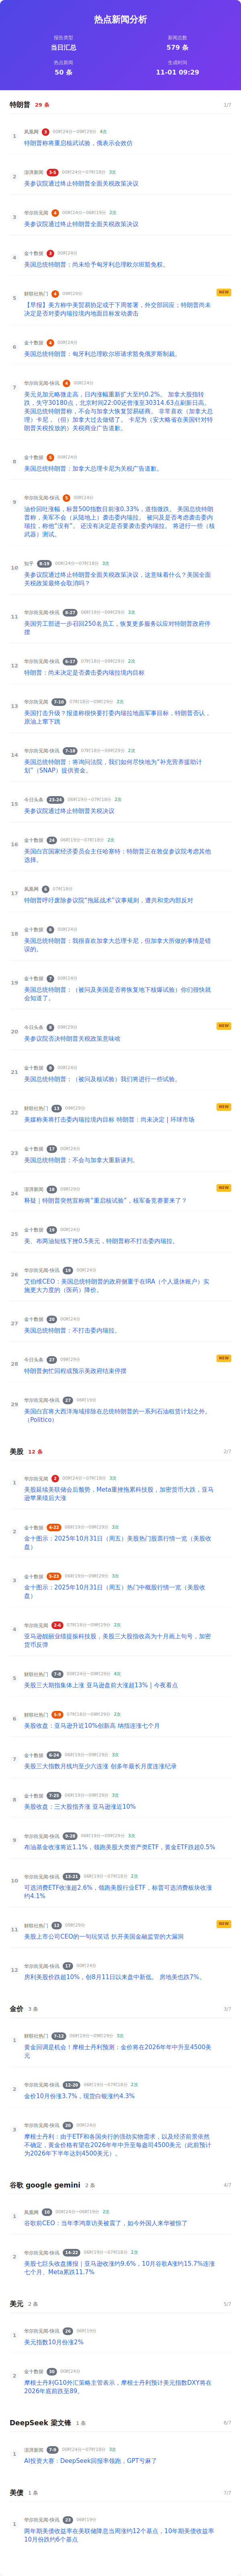 热点新闻分析
报告类型
当日汇总
新闻总数
579 条
热点新闻
50 条
生成时间
11-01 09:29
特朗普 29 条 1/7
1
凤凰网 3 00时24分~09时29分 4次
特朗普称将重启核武试验，俄表示会效仿
2
澎湃新闻 3-5 00时24分~07时18分 3次
美参议院通过终止特朗普全面关税政策决议
3
华尔街见闻 4 00时24分~06时19分 2次
美参议院通过终止特朗普全面关税政策决议
4
金十数据 3 00时24分
美国总统特朗普：尚未给予匈牙利总理欧尔班豁免权。
5
财联社热门 4 09时29分 NEW
【早报】美方称中美贸易协定或于下周签署，外交部回应；特朗普尚未
决定是否对委内瑞拉境内地面目标发动袭击
6
金十数据 4 00时24分
美国总统特朗普：匈牙利总理欧尔班请求豁免俄罗斯制裁。
7
华尔街见闻-快讯 4 00时24分
美元兑加元略微走高，日内涨幅重新扩大至约0.2%。 加拿大股指转
跌，失守30180点，北京时间22:00还曾涨至30314.63点刷新日高。
美国总统特朗普称，不会与加拿大恢复贸易磋商。 非常喜欢（加拿大总
理）卡尼，（但）加拿大过去做错了。 卡尼为（安大略省在美国针对特
朗普关税投放的）关税商业广告道歉。
8
金十数据 5 00时24分
美国总统特朗普：加拿大总理卡尼为关税广告道歉。
9
华尔街见闻-快讯 5 00时24分
油价回吐涨幅，标普500指数目前涨0.33%，道指微跌。 美国总统特朗
普称，美军不会（从陆地上）袭击委内瑞拉。 被问及是否考虑袭击委内
瑞拉，称他“没有”。 还没有决定是否要袭击委内瑞拉。 将进行一些（核
武器）测试。
10
知乎 8-19 00时24分~07时18分 3次
美参议院通过终止特朗普全面关税政策决议，这意味着什么？美国全面
关税政策最终会取消吗？
11
华尔街见闻-快讯 8-27 06时19分~09时29分 3次
美国劳工部进一步召回250名员工，恢复更多服务以应对特朗普政府停
摆
12
华尔街见闻-快讯 6-17 07时18分~09时29分 2次
特朗普：尚未决定是否袭击委内瑞拉境内目标
13
华尔街见闻 7-10 07时18分~09时29分 2次
美国打击升级？报道称很快要打委内瑞拉地面军事目标，特朗普否认，
原油上窜下跳
14
华尔街见闻-快讯 7-18 07时18分~09时29分 2次
美国总统特朗普：将询问法院，我们如何尽快地为“补充营养援助计
划”（SNAP）提供资金。
15
今日头条 23-24 06时19分~07时18分 2次
美参议院通过终止特朗普关税决议
16
金十数据 24 06时19分~07时18分 2次
美国白宫国家经济委员会主任哈塞特：特朗普正在敦促参议院考虑其他
选择。
17
凤凰网 6 07时18分
特朗普呼吁废除参议院“拖延战术”议事规则，遭共和党内部反对
18
金十数据 6 00时24分
美国总统特朗普：我很喜欢加拿大总理卡尼，但加拿大所做的事情是错
误的。
19
金十数据 7 00时24分
美国总统特朗普：（被问及美国是否将恢复地下核爆试验）你们很快就
会知道了。
20
今日头条 8 09时29分 NEW
美参议院否决特朗普关税政策意味啥
21
金十数据 9 00时24分
美国总统特朗普：（被问及核试验）我们将进行一些试验。
22
财联社热门 13 09时29分 NEW
美媒称美将打委内瑞拉境内目标 特朗普：尚未决定 | 环球市场
23
金十数据 17 00时24分
美国总统特朗普：不会与加拿大重新谈判。
24
澎湃新闻 18 09时29分 NEW
释疑｜特朗普突然宣称将“重启核试验”，核军备竞赛要来了？
25
金十数据 19 00时24分
美、布两油短线下挫0.5美元，特朗普称不打击委内瑞拉。
26
华尔街见闻-快讯 19 00时24分
艾伯维CEO：美国总统特朗普的政府侧重于在IRA（个人退休账户）实
施更大力度的（医药）降价。
27
金十数据 20 00时24分
美国总统特朗普：不打击委内瑞拉。
28
今日头条 27 09时29分 NEW
特朗普匆忙回程或预示美政府结束停摆
29
华尔街见闻-快讯 27 06时19分
美国白宫将大西洋海域排除在总统特朗普的一系列石油租赁计划之外。
（Politico）
美股 12 条 2/7
1
华尔街见闻 2 00时24分~07时18分 3次
美股延续美联储会后颓势，Meta重挫拖累科技股，加密货币大跌，亚马
逊苹果绩后大涨
2
金十数据 4-22 06时19分~09时29分 3次
金十图示：2025年10月31日（周五）美股热门股票行情一览（美股收
盘）
3
金十数据 5-23 06时19分~09时29分 3次
金十图示：2025年10月31日（周五）热门中概股行情一览（美股收
盘）
4
华尔街见闻 2-4 07时18分~09时29分 2次
亚马逊靓丽业绩提振科技股，美股三大股指收高为十月画上句号，加密
货币反弹
5
财联社热门 7-8 00时24分~09时29分 4次
美股三大期指集体上涨 亚马逊盘前大涨超13% | 今夜看点
6
财联社热门 5-9 07时18分~09时29分 2次
美股收盘：亚马逊升近10%创新高 纳指连涨七个月
7
金十数据 6-24 06时19分~09时29分 3次
美股三大指数月线均至少六连涨 创多年最长月度连涨纪录
8
金十数据 7-25 06时19分~09时29分 3次
美股收盘：三大股指齐涨 亚马逊涨近10%
9
华尔街见闻-快讯 9-28 06时19分~09时29分 3次
布油基金收涨将近1.1%，领跑美股大类资产类ETF，黄金ETF跌超0.5%
10
华尔街见闻-快讯 13-21 06时19分~07时18分 2次
可选消费ETF收涨超2.6%，领跑美股行业ETF，标普可选消费板块收涨
约4.1%
11
财联社热门 12 09时29分 NEW
美股上市公司CEO的一句玩笑话 扒开美国金融监管的大漏洞
12
华尔街见闻-快讯 17 00时24分
房利美股价跌超10%，创8月11日以来盘中新低。 房地美也跌7%。
金价 3 条 3/7
1
财联社热门 7-12 06时19分~09时29分 3次
黄金回调是机会！摩根士丹利预测：金价将在2026年年中升至4500美
元
2
华尔街见闻-快讯 12-20 06时19分~07时18分 2次
金价10月份涨3.7%，现货白银涨约4.3%
3
华尔街见闻-快讯 20 00时24分
摩根士丹利：由于ETF和各国央行的强劲实物需求，以及经济前景依然
不确定，黄金价格有望在2026年年中升至每盎司4500美元（此前预计
为2026年下半年达到4500美元）。
谷歌 google gemini 2 条 4/7
1
凤凰网 10 00时24分~06时19分 2次
谷歌前CEO：当年李鸿章访美被震了，如今外国人来华被惊了
2
华尔街见闻-快讯 14-22 06时19分~07时18分 2次
美股七巨头收盘播报｜亚马逊收涨约9.6%，10月谷歌A涨约15.7%连涨
七个月、Meta累跌11.7%
美元 2 条 5/7
1
华尔街见闻-快讯 26 06时19分
美元指数10月份涨2%
2
金十数据 30 00时24分
摩根士丹利G10外汇策略主管表示，摩根士丹利预计美元指数DXY将在
2026年底前跌至89。
DeepSeek 梁文锋 1 条 6/7
1
澎湃新闻 7-9 00时24分~07时18分 3次
AI投资大赛：DeepSeek回报率领跑，GPT亏麻了
美债 1 条 7/7
1
华尔街见闻-快讯 23 06时19分
两年期美债收益率在美联储降息当周涨约12个基点，10年期美债收益率
10月份跌约6个基点